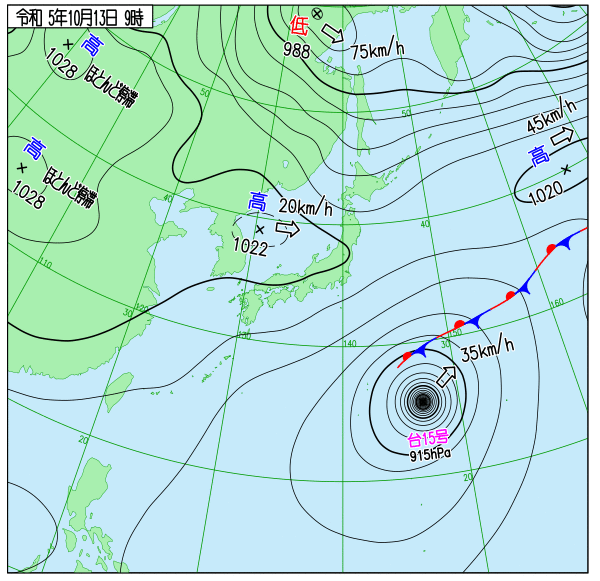 令和 5年10月13日 9時
低
988
75km/h
高
1028
ほとんど停滞
50
50
45km/h
高
1020
高
1028
ほとんど停滞
40
高
20km/h
1022
40
110
120
30
130
140
150
30
160
35km/h
台15号
915hPa
20
20